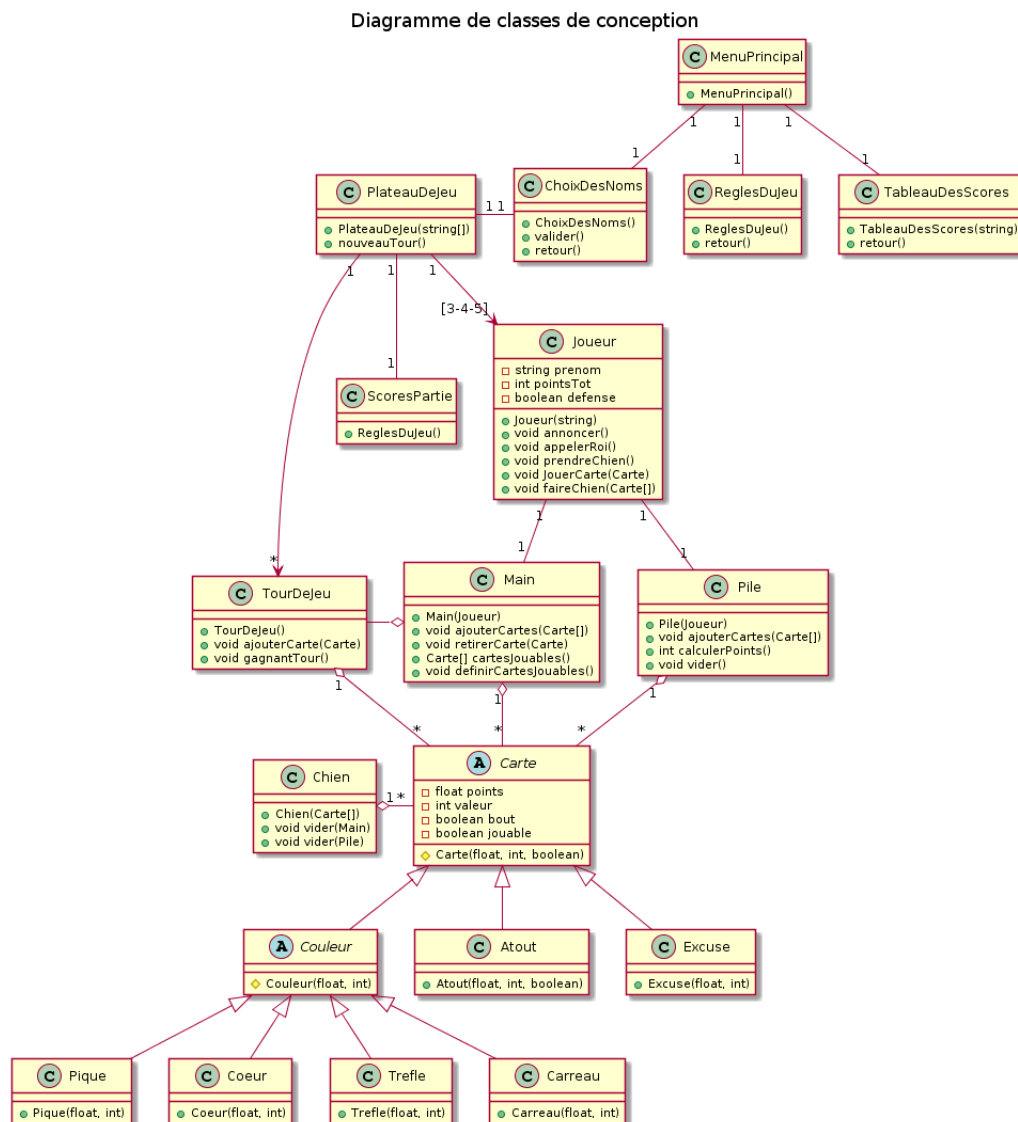 Diagramme de classes de conception
C MenuPrincipal
MenuPrincipal()
1 1 1
1 1 1
C PlateauDeJeu
PlateauDeJeu(string[])
nouveauTour()
1 1
C ChoixDesNoms
ChoixDesNoms()
valider()
retour()
C ReglesDuJeu
ReglesDuJeu()
retour()
C TableauDesScores
TableauDesScores(string)
retour()
1 1 1
[3-4-5]
C Joueur
string prenom
int pointsTot
boolean defense
Joueur(string)
void annoncer()
void appelerRoi()
void prendreChien()
void JouerCarte(Carte)
void faireChien(Carte[])
1
C ScoresPartie
ReglesDuJeu()
1 1
* 1 1
C TourDeJeu
TourDeJeu()
void ajouterCarte(Carte)
void gagnantTour()
C Main
Main(Joueur)
void ajouterCartes(Carte[])
void retirerCarte(Carte)
Carte[] cartesJouables()
void definirCartesJouables()
C Pile
Pile(Joueur)
void ajouterCartes(Carte[])
int calculerPoints()
void vider()
1 1 1
* * *
C Chien
Chien(Carte[])
void vider(Main)
void vider(Pile)
1 *
A Carte
float points
int valeur
boolean bout
boolean jouable
Carte(float, int, boolean)
A Couleur
Couleur(float, int)
C Atout
Atout(float, int, boolean)
C Excuse
Excuse(float, int)
C Pique
Pique(float, int)
C Coeur
Coeur(float, int)
C Trefle
Trefle(float, int)
C Carreau
Carreau(float, int)